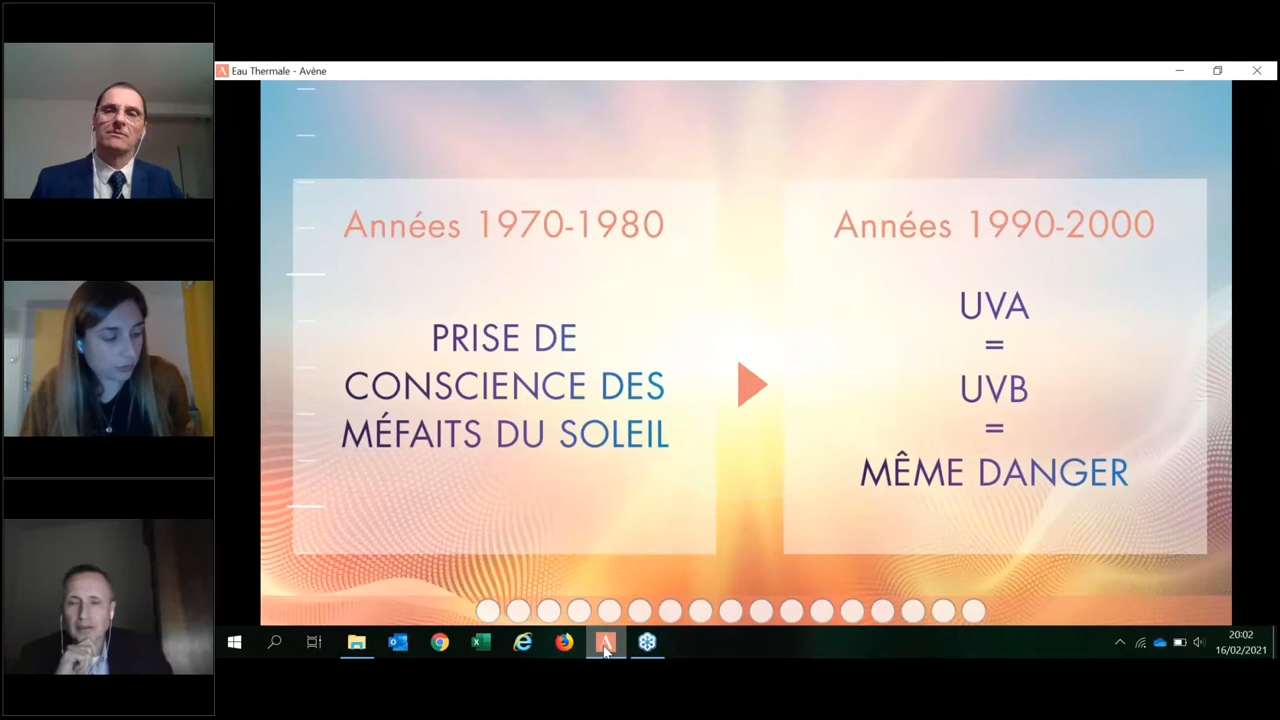 Eau Thermale - Avène
Années 1970-1980
PRISE DE
CONSCIENCE DES
MÉFAITS DU SOLEIL
Années 1990-2000
UVA
=
UVB
=
MÊME DANGER
20:02
16/02/2021